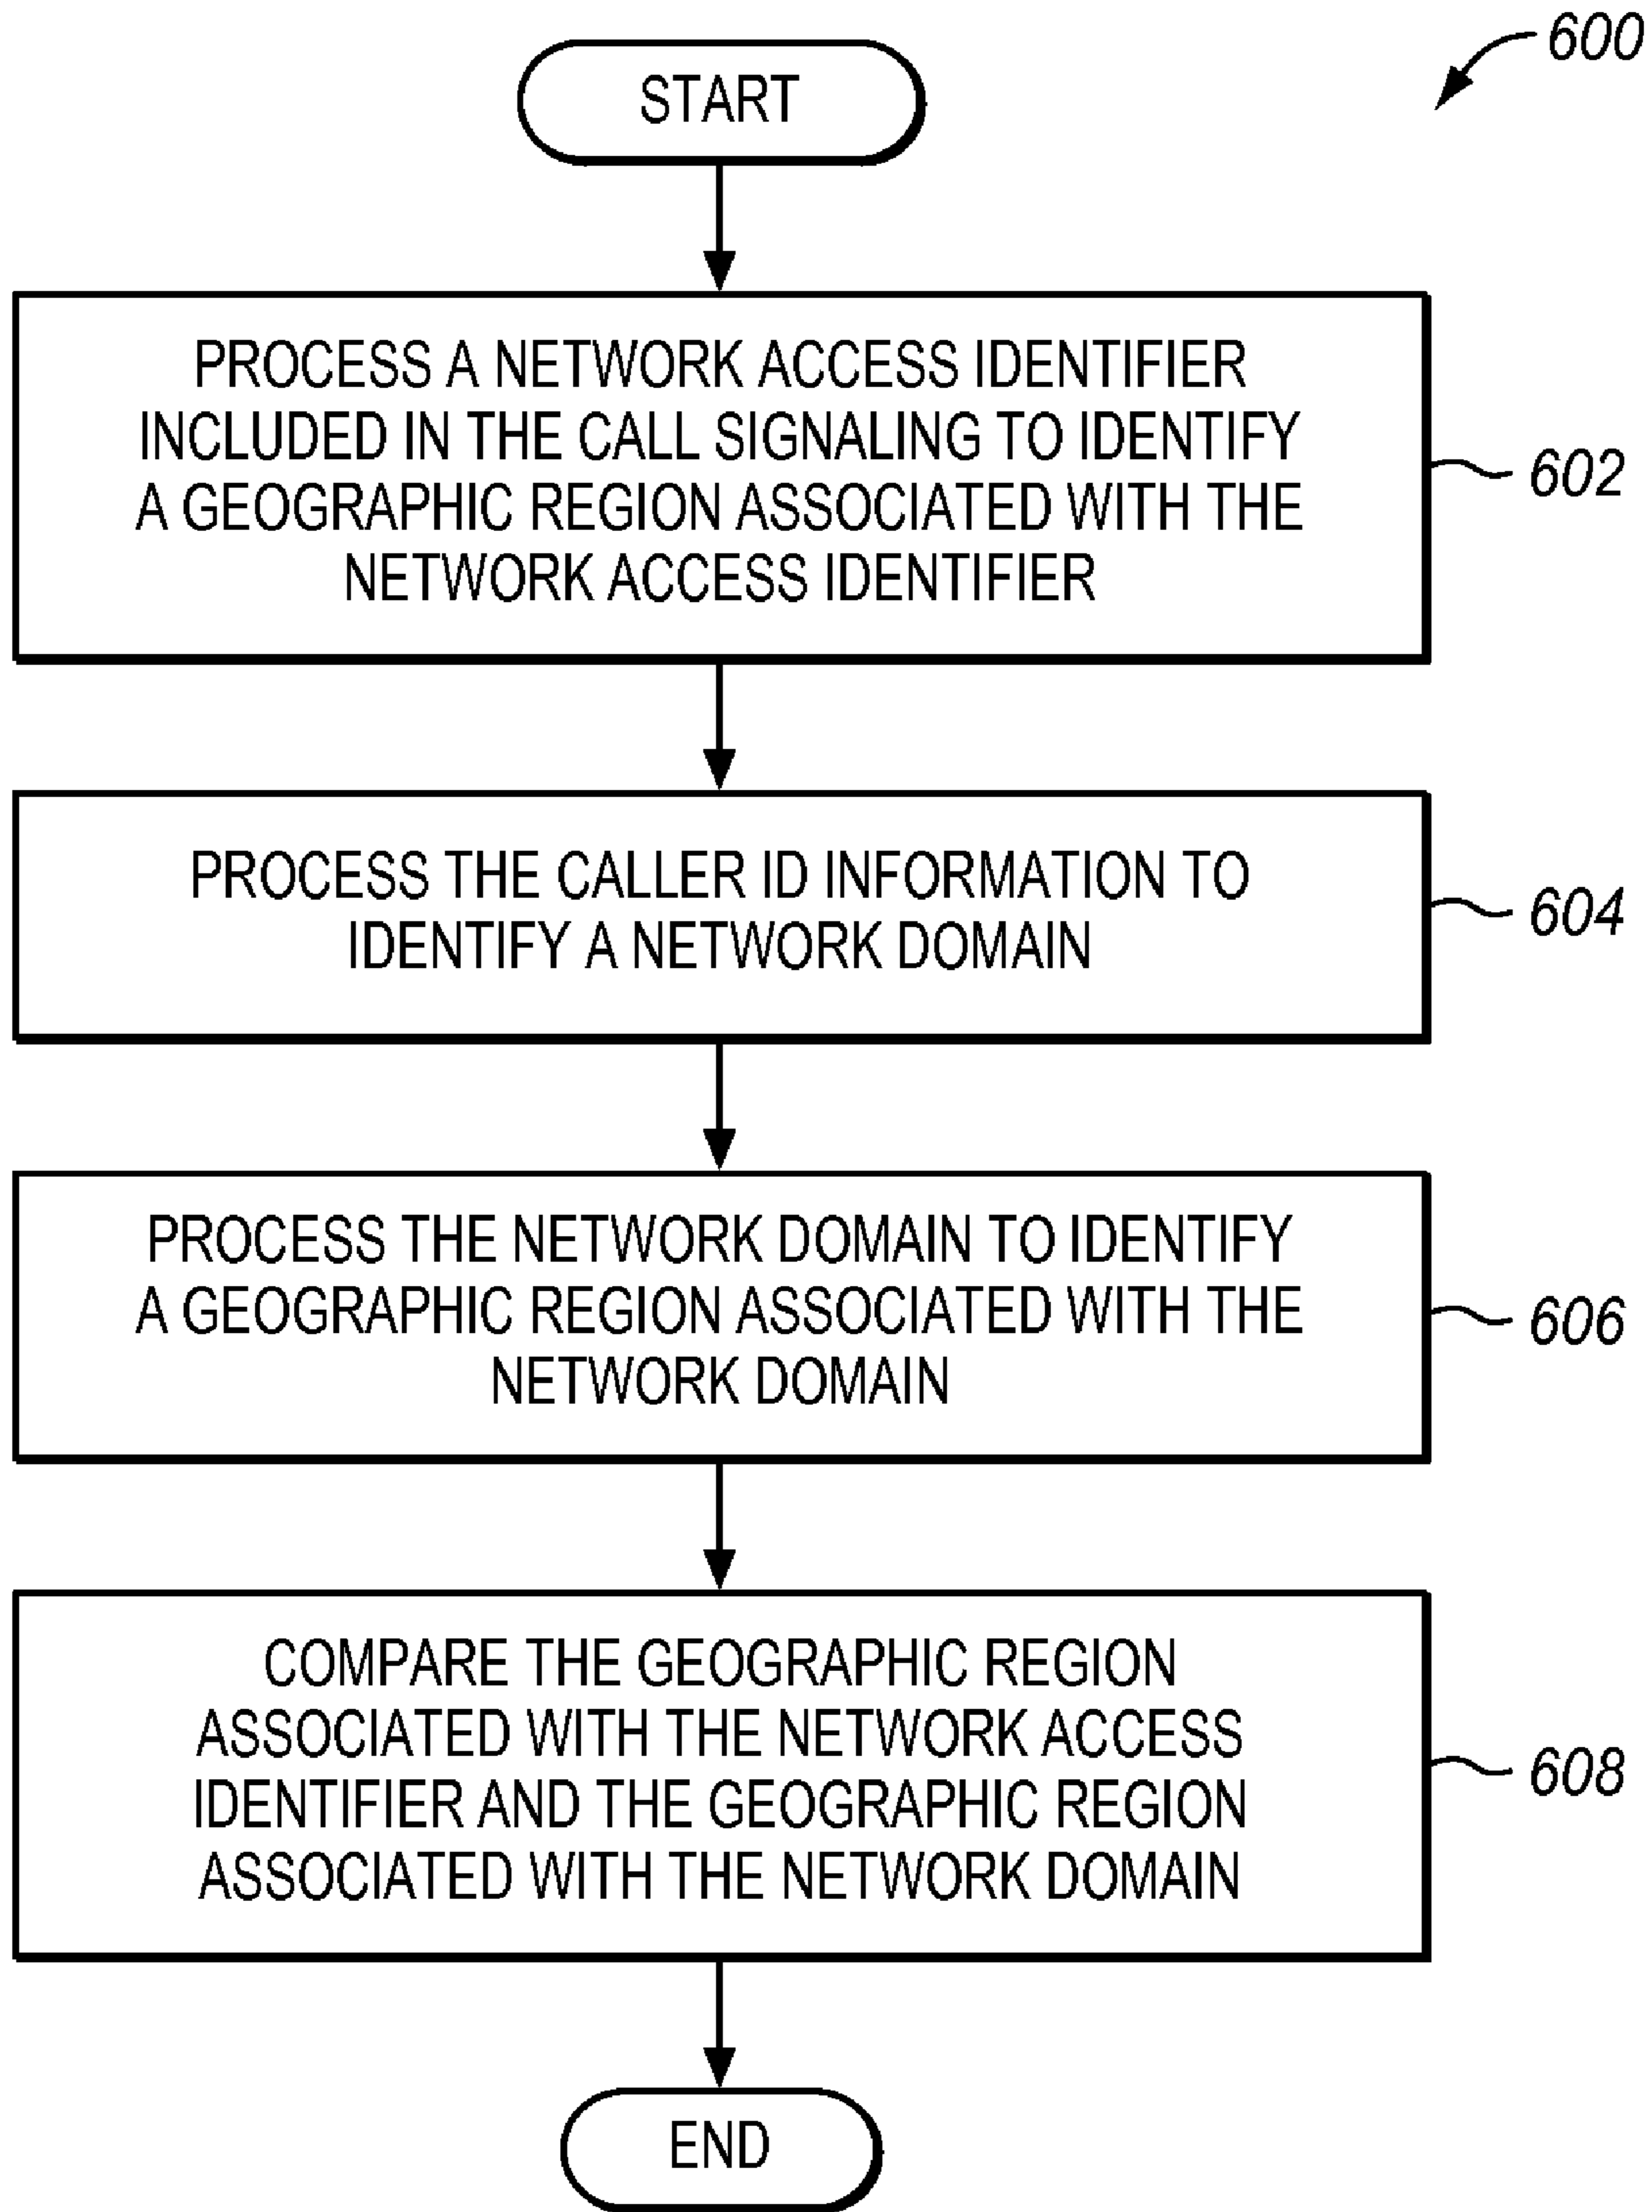 600
START
PROCESS A NETWORK ACCESS IDENTIFIER
INCLUDED IN THE CALL SIGNALING TO IDENTIFY
A GEOGRAPHIC REGION ASSOCIATED WITH THE
NETWORK ACCESS IDENTIFIER
602
PROCESS THE CALLER ID INFORMATION TO
IDENTIFY A NETWORK DOMAIN
604
PROCESS THE NETWORK DOMAIN TO IDENTIFY
A GEOGRAPHIC REGION ASSOCIATED WITH THE
NETWORK DOMAIN
606
COMPARE THE GEOGRAPHIC REGION
ASSOCIATED WITH THE NETWORK ACCESS
IDENTIFIER AND THE GEOGRAPHIC REGION
ASSOCIATED WITH THE NETWORK DOMAIN
608
END